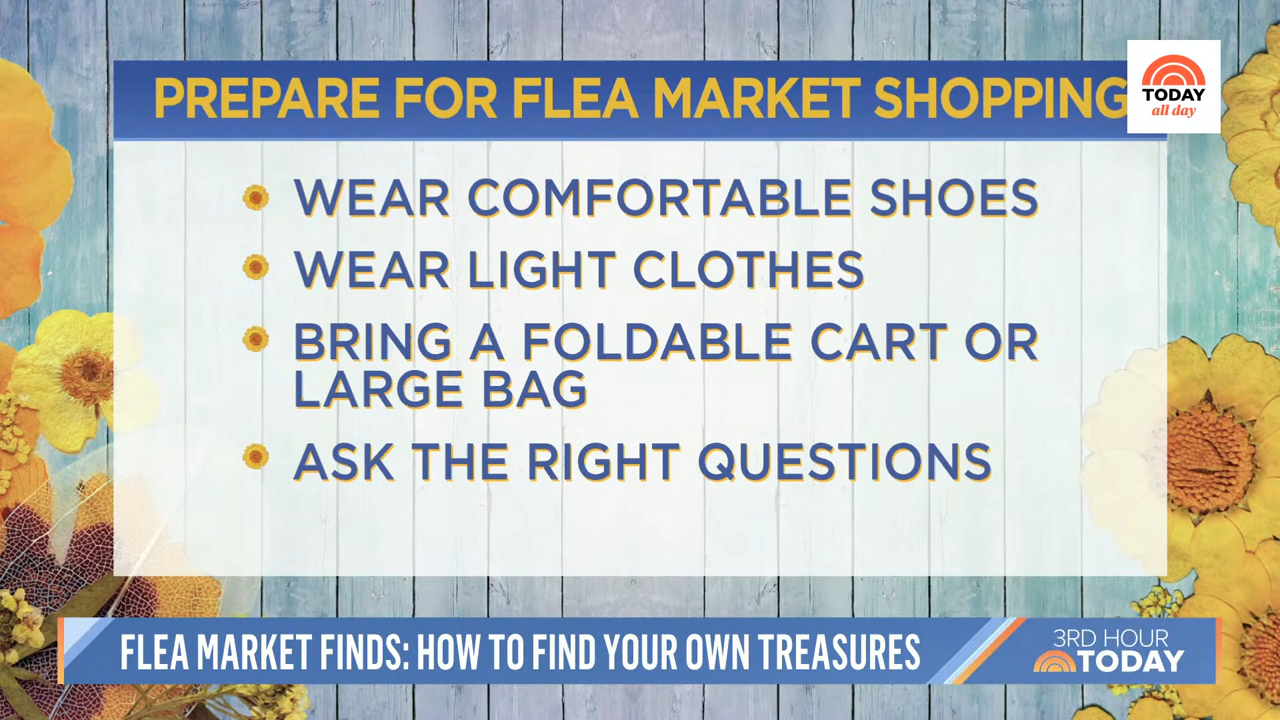 PREPARE FOR FLEA MARKET SHOPPING
TODAY
all day
WEAR COMFORTABLE SHOES
WEAR LIGHT CLOTHES
BRING A FOLDABLE CART OR
LARGE BAG
ASK THE RIGHT QUESTIONS
FLEA MARKET FINDS: HOW TO FIND YOUR OWN TREASURES
3RD HOUR
TODAY